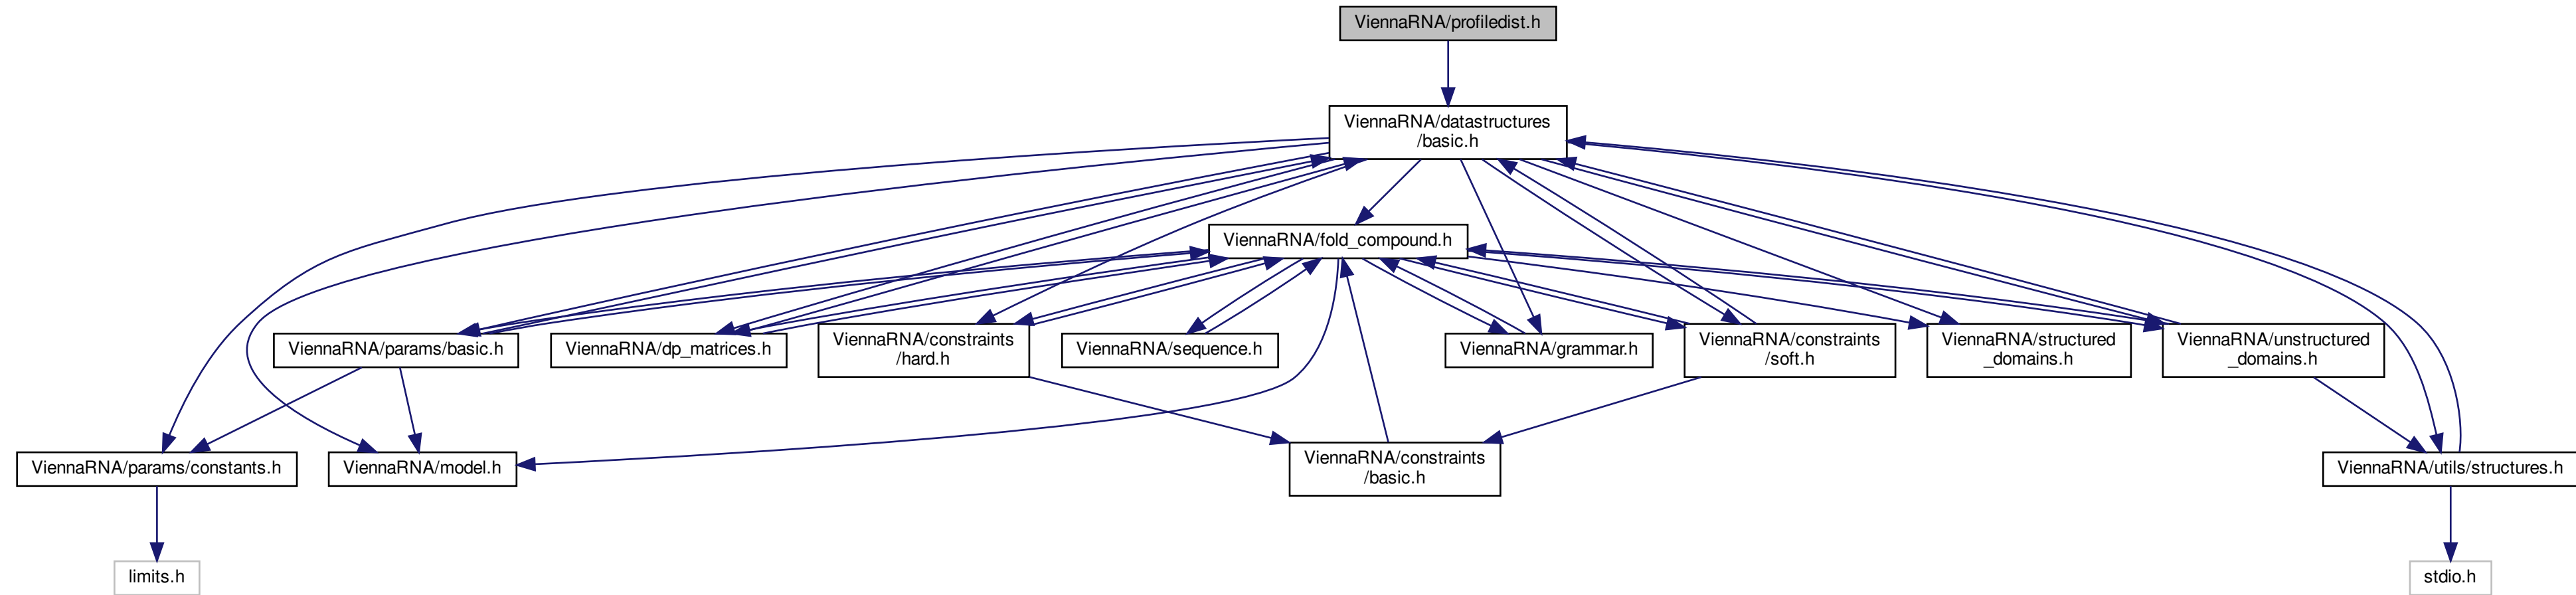 ViennaRNA/profiledist.h
ViennaRNA/datastructures
/basic.h
ViennaRNA/fold_compound.h
ViennaRNA/params/basic.h
ViennaRNA/dp_matrices.h
ViennaRNA/constraints
/hard.h
ViennaRNA/sequence.h
ViennaRNA/grammar.h
ViennaRNA/constraints
/soft.h
ViennaRNA/structured
_domains.h
ViennaRNA/unstructured
_domains.h
ViennaRNA/params/constants.h
ViennaRNA/model.h
ViennaRNA/constraints
/basic.h
ViennaRNA/utils/structures.h
limits.h
stdio.h